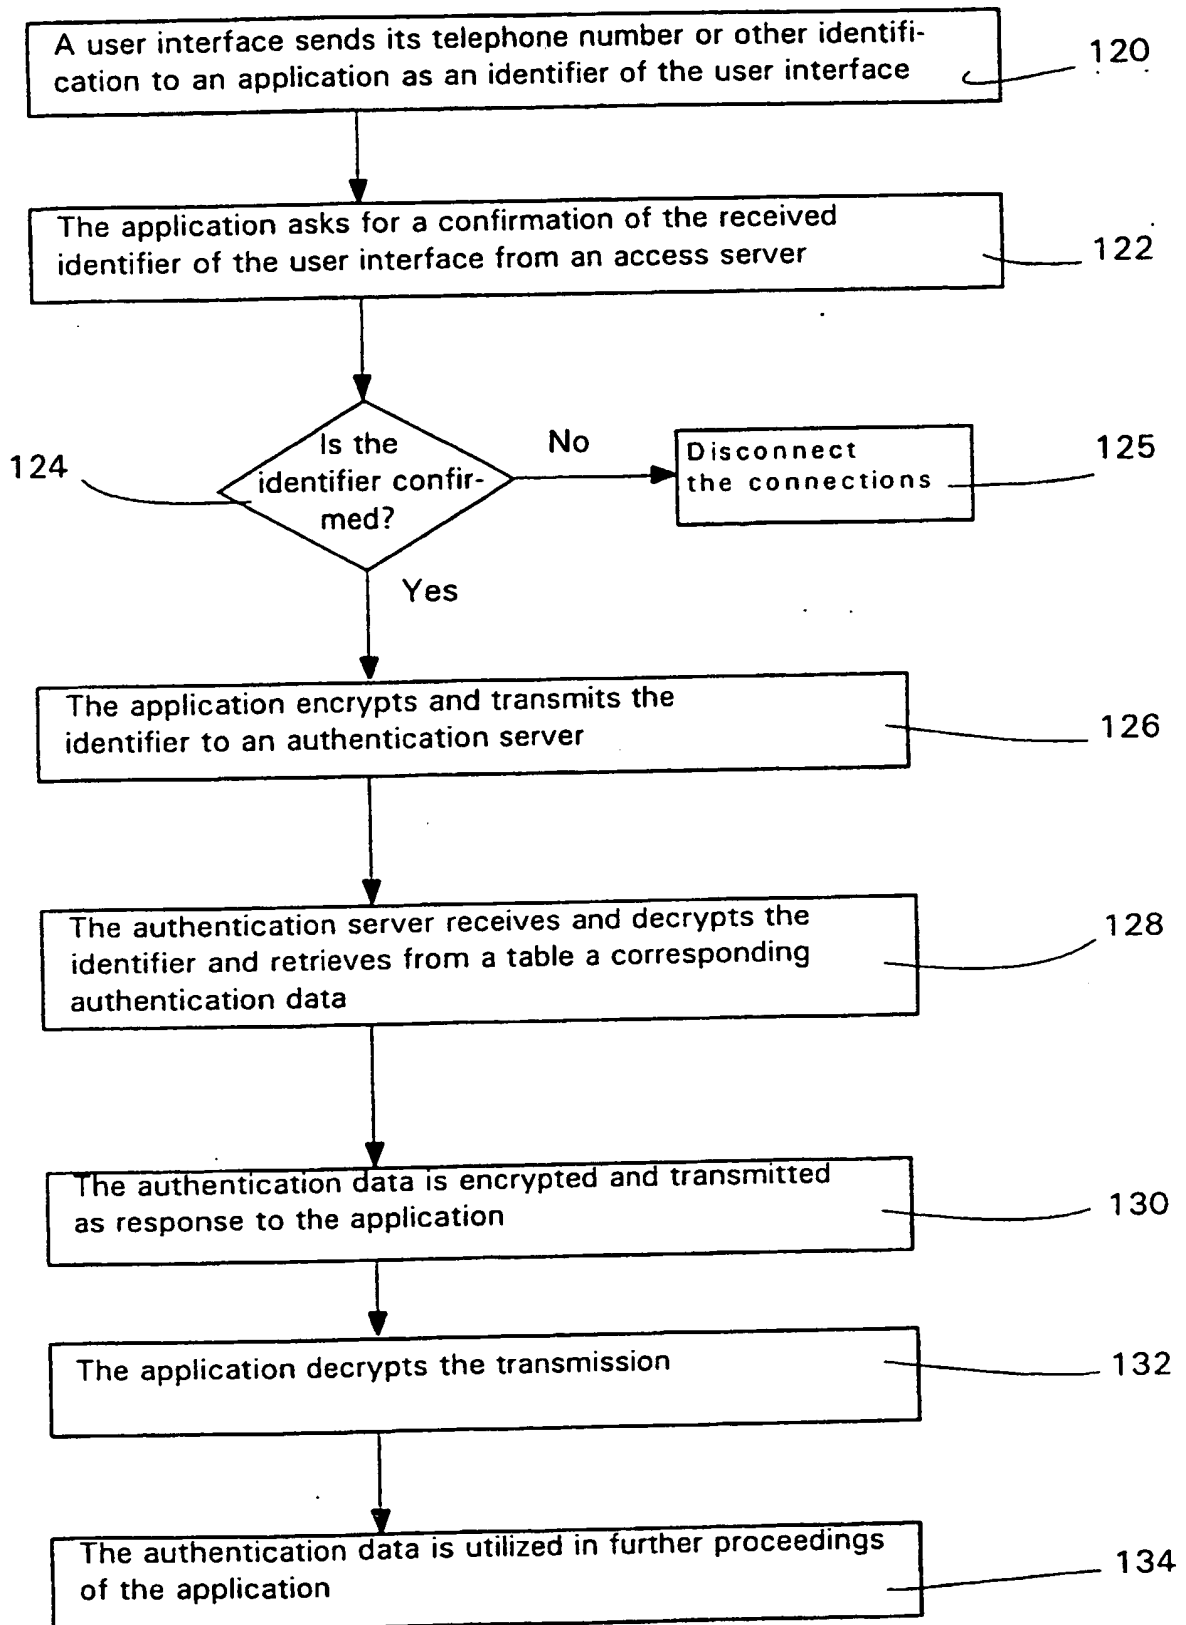 A user interface sends its telephone number or other identifi-
cation to an application as an identifier of the user interface
120
The application asks for a confirmation of the received
identifier of the user interface from an access server
122
124
Is the
identifier confir-
med?
No
Disconnect
the connections
125
Yes
The application encrypts and transmits the
identifier to an authentication server
126
The authentication server receives and decrypts the
identifier and retrieves from a table a corresponding
authentication data
128
The authentication data is encrypted and transmitted
as response to the application
130
The application decrypts the transmission
132
The authentication data is utilized in further proceedings
of the application
134